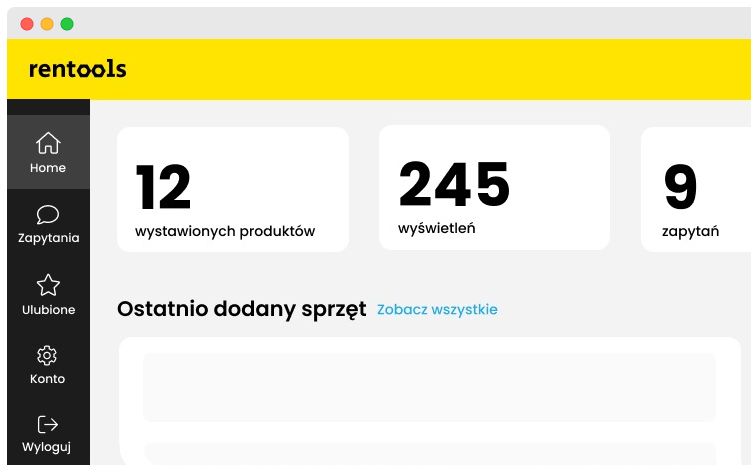 rentools
Home
Zapytania
Ulubione
Konto
Wyloguj
12
wystawionych produktów
245
wyświetleń
9
zapytań
Ostatnio dodany sprzęt Zobacz wszystkie